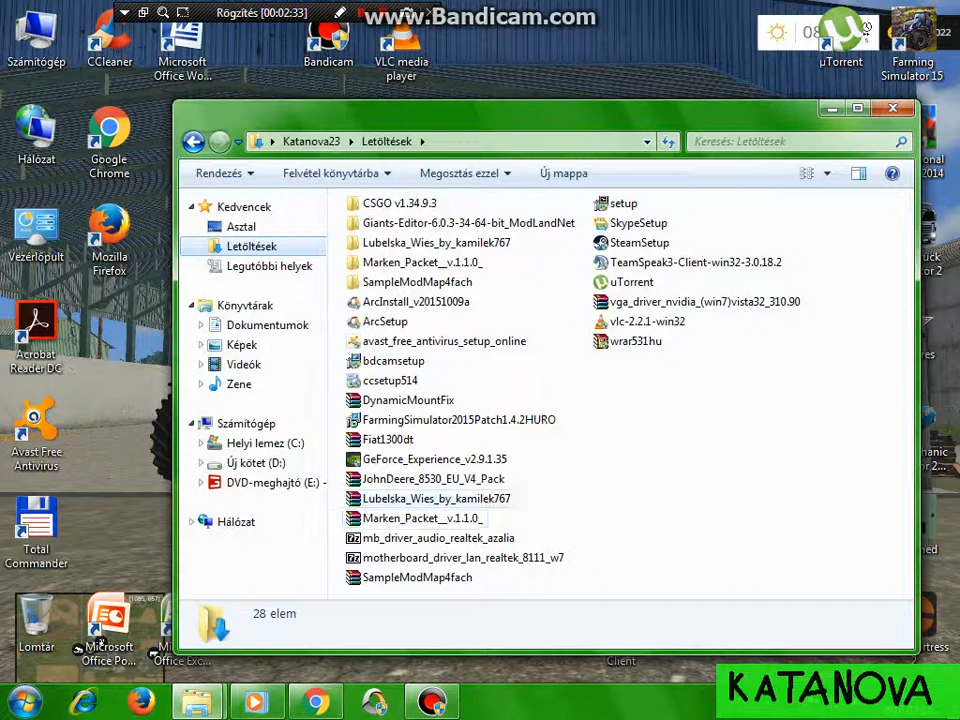 Rögzítés [00:02:33]
www.Bandicam.com
Számítógép
CCleaner
Microsoft
Office Wo...
Bandicam
VLC media
player
µTorrent
Farming
Simulator 15
Hálózat
Google
Chrome
Vezérlőpult
Mozilla
Firefox
Acrobat
Reader DC
Avast Free
Antivirus
Total
Commander
Lomtár
Microsoft
Office Po...
Microsoft
Office Exc...
Client
Katanova23
Letöltések
Keresés: Letöltések
Rendezés
Felvétel könyvtárba
Megosztás ezzel
Új mappa
Kedvencek
Asztal
Letöltések
Legutóbbi helyek
Könyvtárak
Dokumentumok
Képek
Videók
Zene
Számítógép
Helyi lemez (C:)
Új kötet (D:)
DVD-meghajtó (E:) -
Hálózat
CSGO v1.34.9.3
Giants-Editor-6.0.3-34-64-bit_ModLandNet
Lubelska_Wies_by_kamilek767
Marken_Packet__v.1.1.0_
SampleModMap4fach
ArcInstall_v20151009a
ArcSetup
avast_free_antivirus_setup_online
bdcamsetup
ccsetup514
DynamicMountFix
FarmingSimulator2015Patch1.4.2HURO
Fiat1300dt
GeForce_Experience_v2.9.1.35
JohnDeere_8530_EU_V4_Pack
Lubelska_Wies_by_kamilek767
Marken_Packet__v.1.1.0_
mb_driver_audio_realtek_azalia
motherboard_driver_lan_realtek_8111_w7
SampleModMap4fach
setup
SkypeSetup
SteamSetup
TeamSpeak3-Client-win32-3.0.18.2
uTorrent
vga_driver_nvidia_(win7)vista32_310.90
vlc-2.2.1-win32
wrar531hu
28 elem
KATANOVA